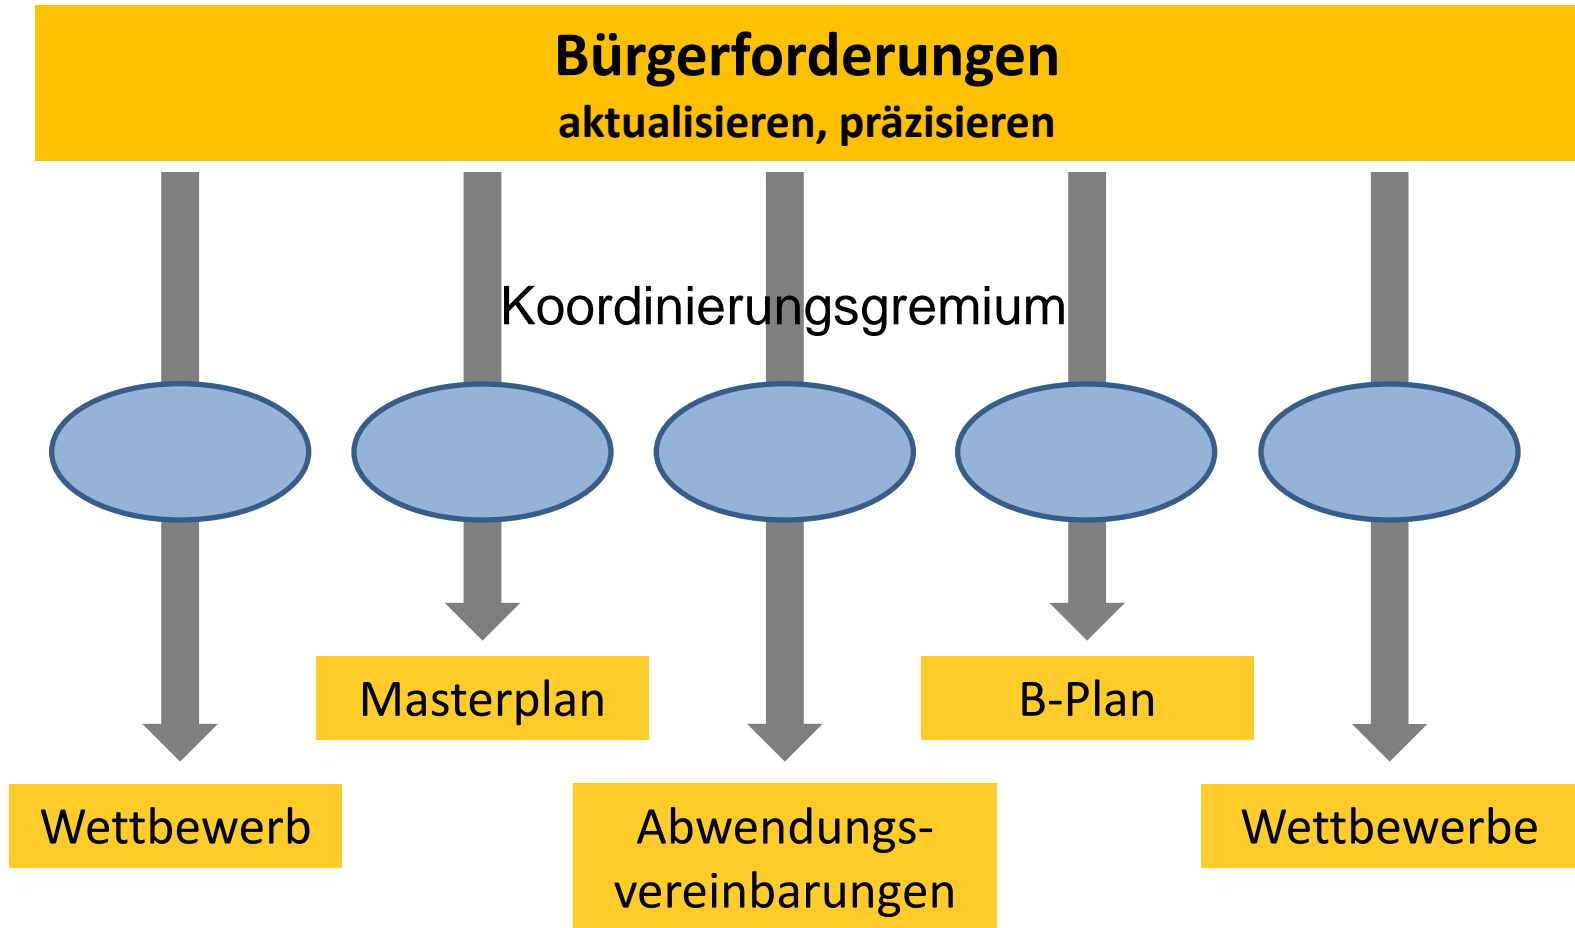 Bürgerforderungen
aktualisieren, präzisieren
Koordinierungsgremium
Masterplan
B-Plan
Wettbewerb
Abwendungs-
vereinbarungen
Wettbewerbe